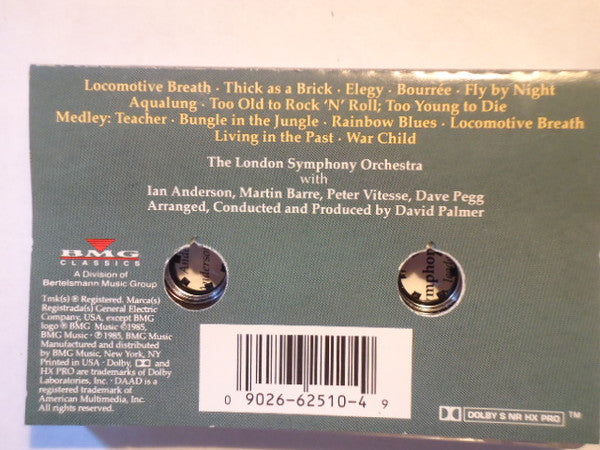 Locomotive Breath · Thick as a Brick · Elegy · Bourrée · Fly by Night
Aqualung · Too Old to Rock 'N' Roll; Too Young to Die
Medley: Teacher · Bungle in the Jungle · Rainbow Blues · Locomotive Breath
Living in the Past · War Child
The London Symphony Orchestra
with
Ian Anderson, Martin Barre, Peter Vitesse, Dave Pegg
Arranged, Conducted and Produced by David Palmer
BMG
CLASSICS
A Division of
Bertelsmann Music Group
Tmk(s) ® Registered. Marca(s)
Registrada(s) General Electric
Company, USA, except BMG
logo ® BMG Music ©1985,
BMG Music · ℗ 1985, BMG Music
Manufactured and distributed
by BMG Music, New York, NY
Printed in USA · Dolby, and
HX PRO are trademarks of Dolby
Laboratories, Inc. · DAAD is a
registered trademark of
American Multimedia, Inc.
All rights reserved.
0 9026-62510-4 9
DOLBY B NR HX PRO ™